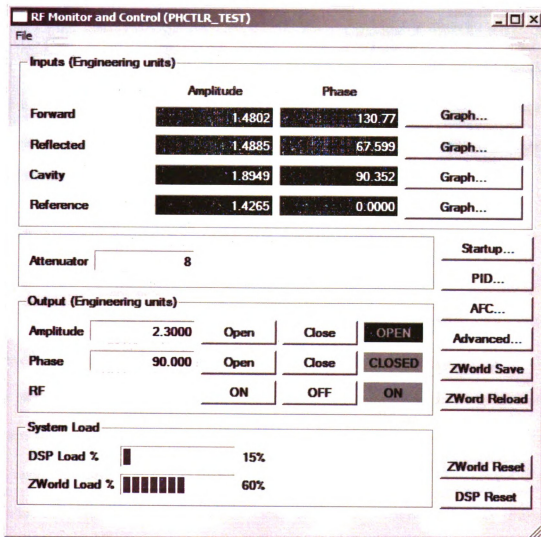 RF Monitor and Control (PHCTLR_TEST)
File
Inputs (Engineering units)
Amplitude Phase
Forward 1.4802 130.77 Graph...
Reflected 1.4885 67.599 Graph...
Cavity 1.8949 90.352 Graph...
Reference 1.4265 0.0000 Graph...
Attenuator 8
Startup...
PID...
AFC...
Advanced...
ZWorld Save
ZWord Reload
Output (Engineering units)
Amplitude 2.3000 Open Close OPEN
Phase 90.000 Open Close CLOSED
RF ON OFF ON
System Load
DSP Load % 15%
ZWorld Load % 60%
ZWorld Reset
DSP Reset